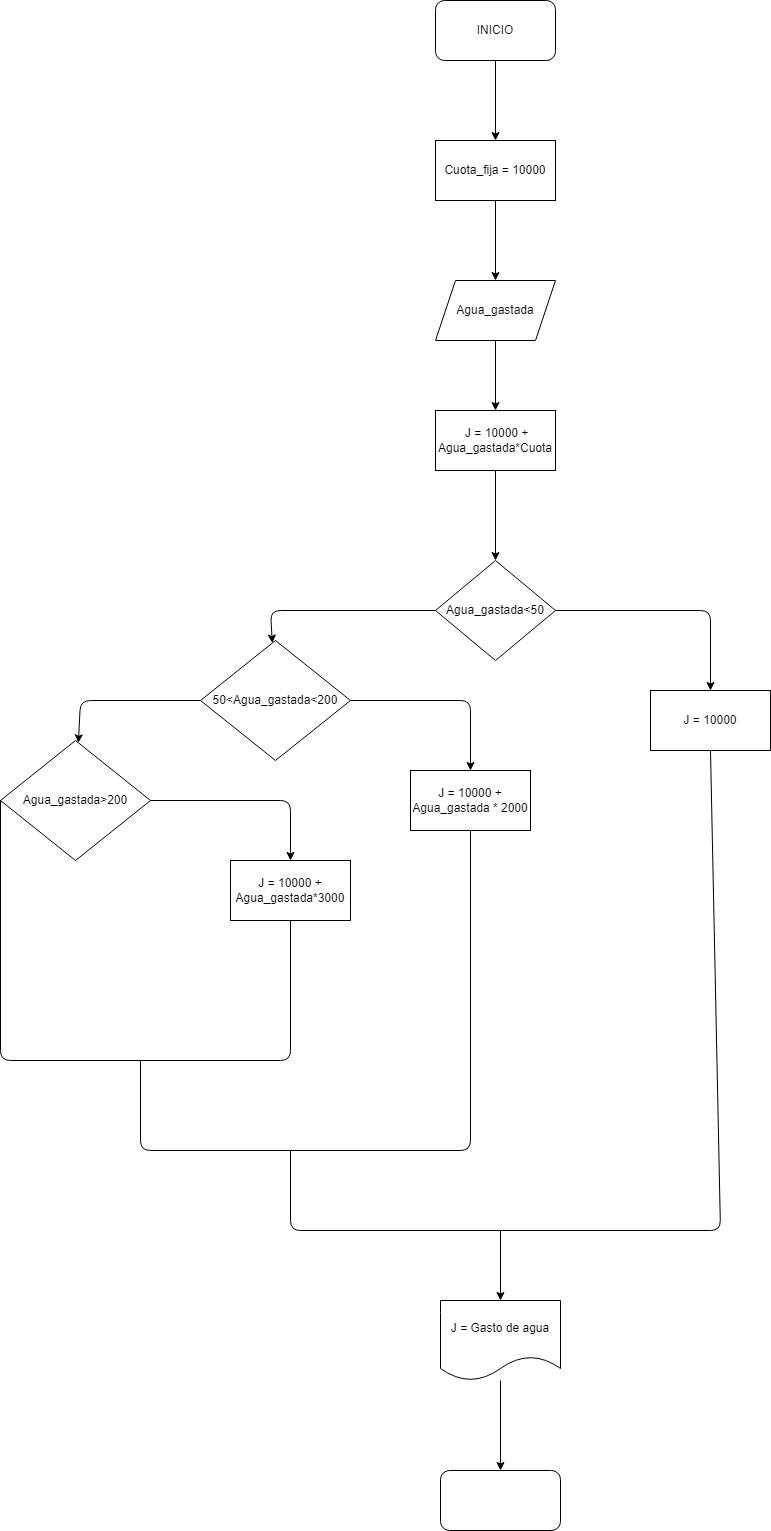 INICIO
Cuota_fija = 10000
Agua_gastada
J = 10000 +
Agua_gastada*Cuota
Agua_gastada<50
50<Agua_gastada<200
J = 10000
Agua_gastada>200
J = 10000 +
Agua_gastada * 2000
J = 10000 +
Agua_gastada*3000
J = Gasto de agua